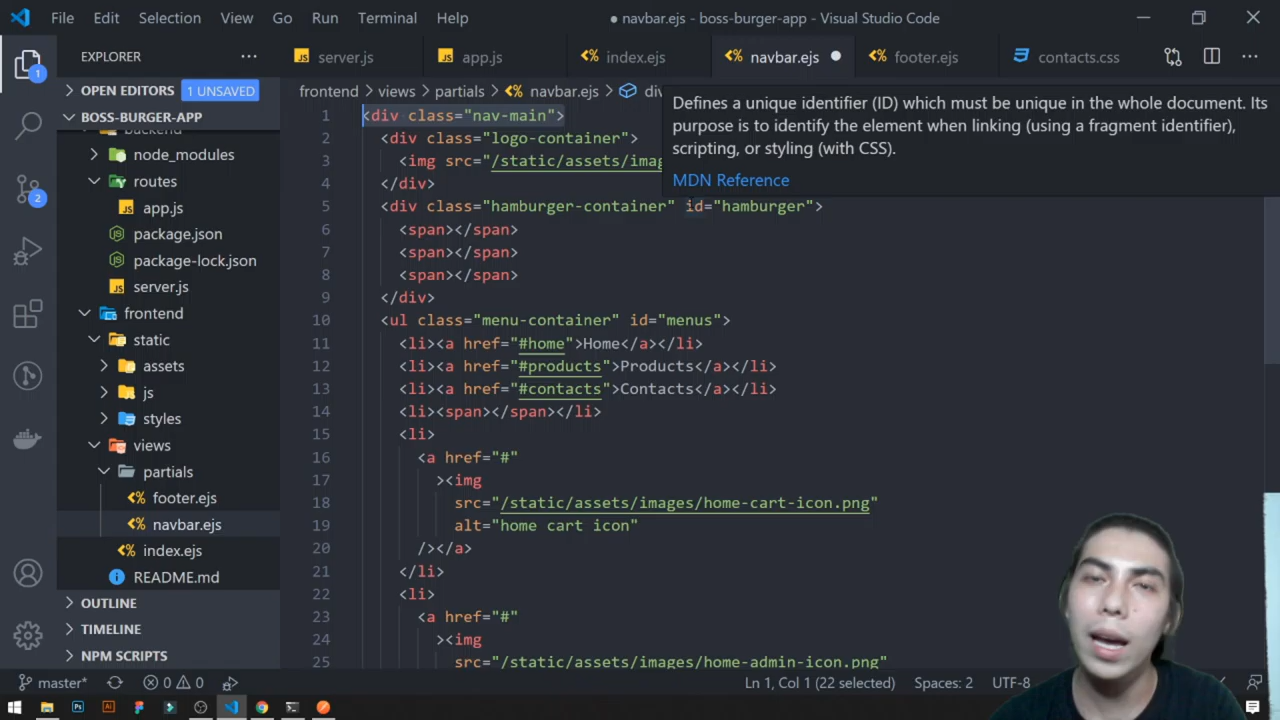 File Edit Selection View Go Run Terminal Help
● navbar.ejs - boss-burger-app - Visual Studio Code
EXPLORER
1
JS server.js
JS app.js
index.ejs
navbar.ejs
footer.ejs
contacts.css
OPEN EDITORS 1 UNSAVED
BOSS-BURGER-APP
node_modules
routes
JS app.js
package.json
package-lock.json
JS server.js
frontend
static
assets
js
styles
views
partials
footer.ejs
navbar.ejs
index.ejs
README.md
OUTLINE
TIMELINE
NPM SCRIPTS
2
frontend > views > partials > navbar.ejs >
1 <div class="nav-main">
2 <div class="logo-container">
3 <img src="/static/assets/imag
4 </div>
5 <div class="hamburger-container" id="hamburger">
6 <span></span>
7 <span></span>
8 <span></span>
9 </div>
10 <ul class="menu-container" id="menus">
11 <li><a href="#home">Home</a></li>
12 <li><a href="#products">Products</a></li>
13 <li><a href="#contacts">Contacts</a></li>
14 <li><span></span></li>
15 <li>
16 <a href="#"
17 ><img
18 src="/static/assets/images/home-cart-icon.png"
19 alt="home cart icon"
20 /></a>
21 </li>
22 <li>
23 <a href="#"
24 ><img
25 src="/static/assets/images/home-admin-icon.png"
Defines a unique identifier (ID) which must be unique in the whole document. Its
purpose is to identify the element when linking (using a fragment identifier),
scripting, or styling (with CSS).
MDN Reference
master* 0 0
Ln 1, Col 1 (22 selected) Spaces: 2 UTF-8
Ps Ai